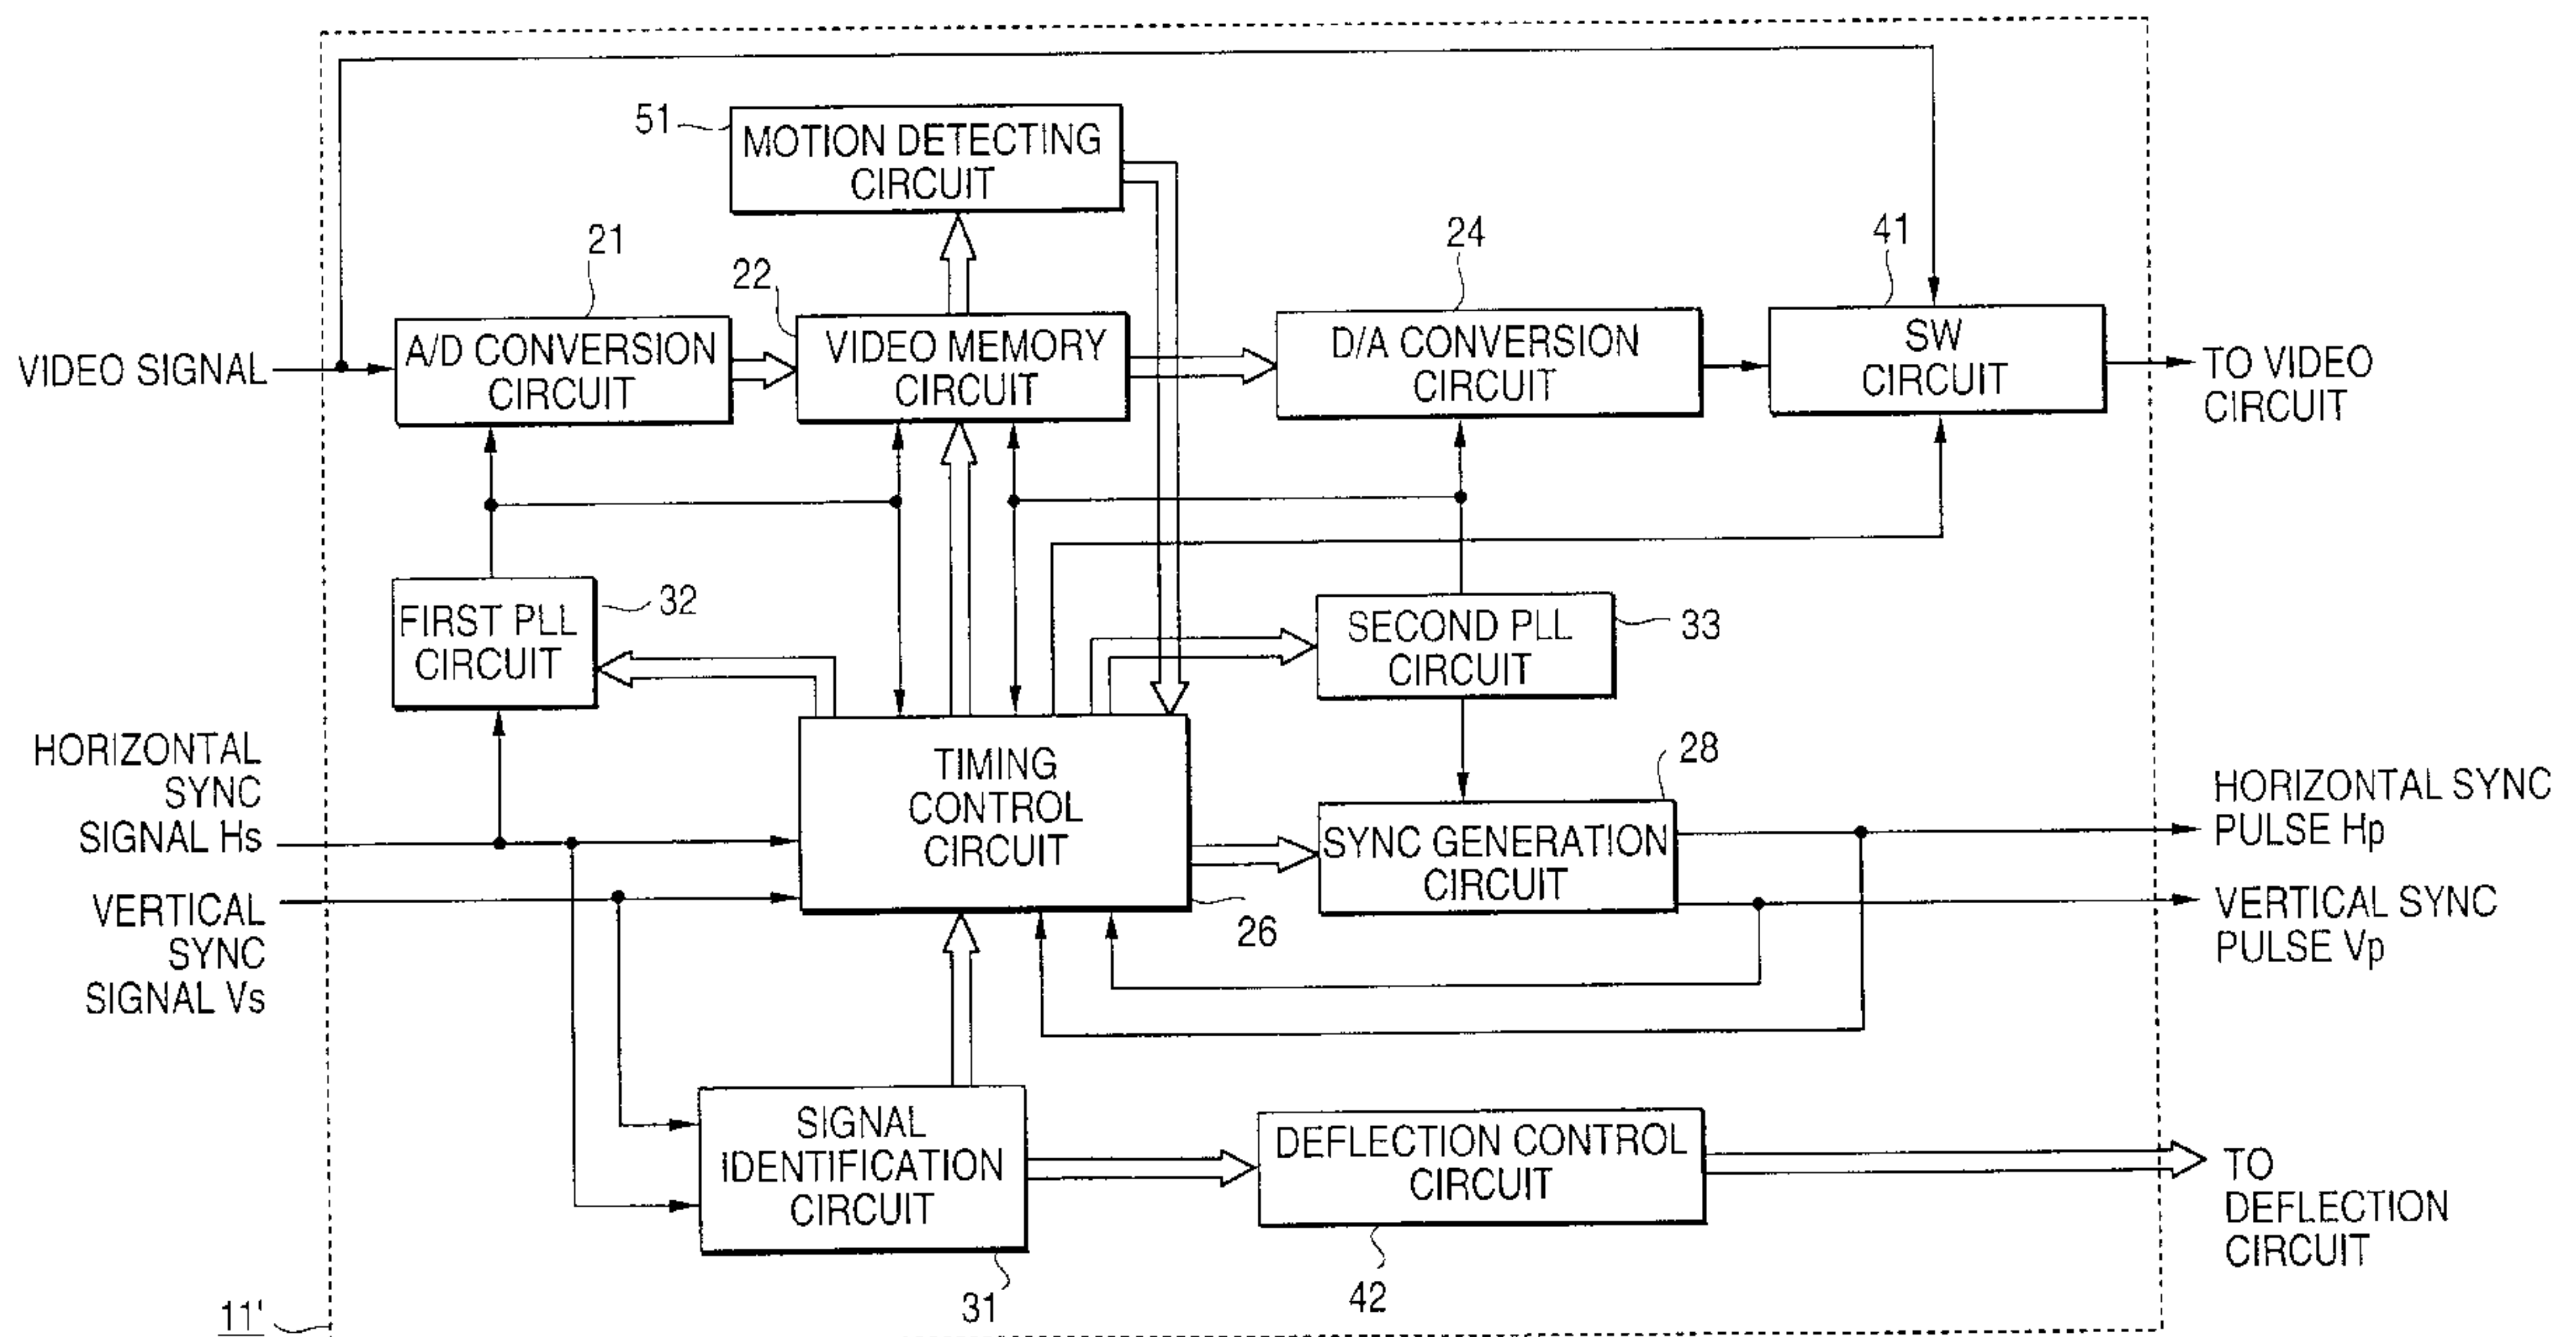 51
MOTION DETECTING
CIRCUIT
21
22
24
41
VIDEO SIGNAL
A/D CONVERSION
CIRCUIT
VIDEO MEMORY
CIRCUIT
D/A CONVERSION
CIRCUIT
SW
CIRCUIT
TO VIDEO
CIRCUIT
FIRST PLL
CIRCUIT
32
SECOND PLL
CIRCUIT
33
HORIZONTAL
SYNC
SIGNAL Hs
TIMING
CONTROL
CIRCUIT
26
28
SYNC GENERATION
CIRCUIT
HORIZONTAL SYNC
PULSE Hp
VERTICAL
SYNC
SIGNAL Vs
VERTICAL SYNC
PULSE Vp
SIGNAL
IDENTIFICATION
CIRCUIT
31
DEFLECTION CONTROL
CIRCUIT
42
TO
DEFLECTION
CIRCUIT
11'